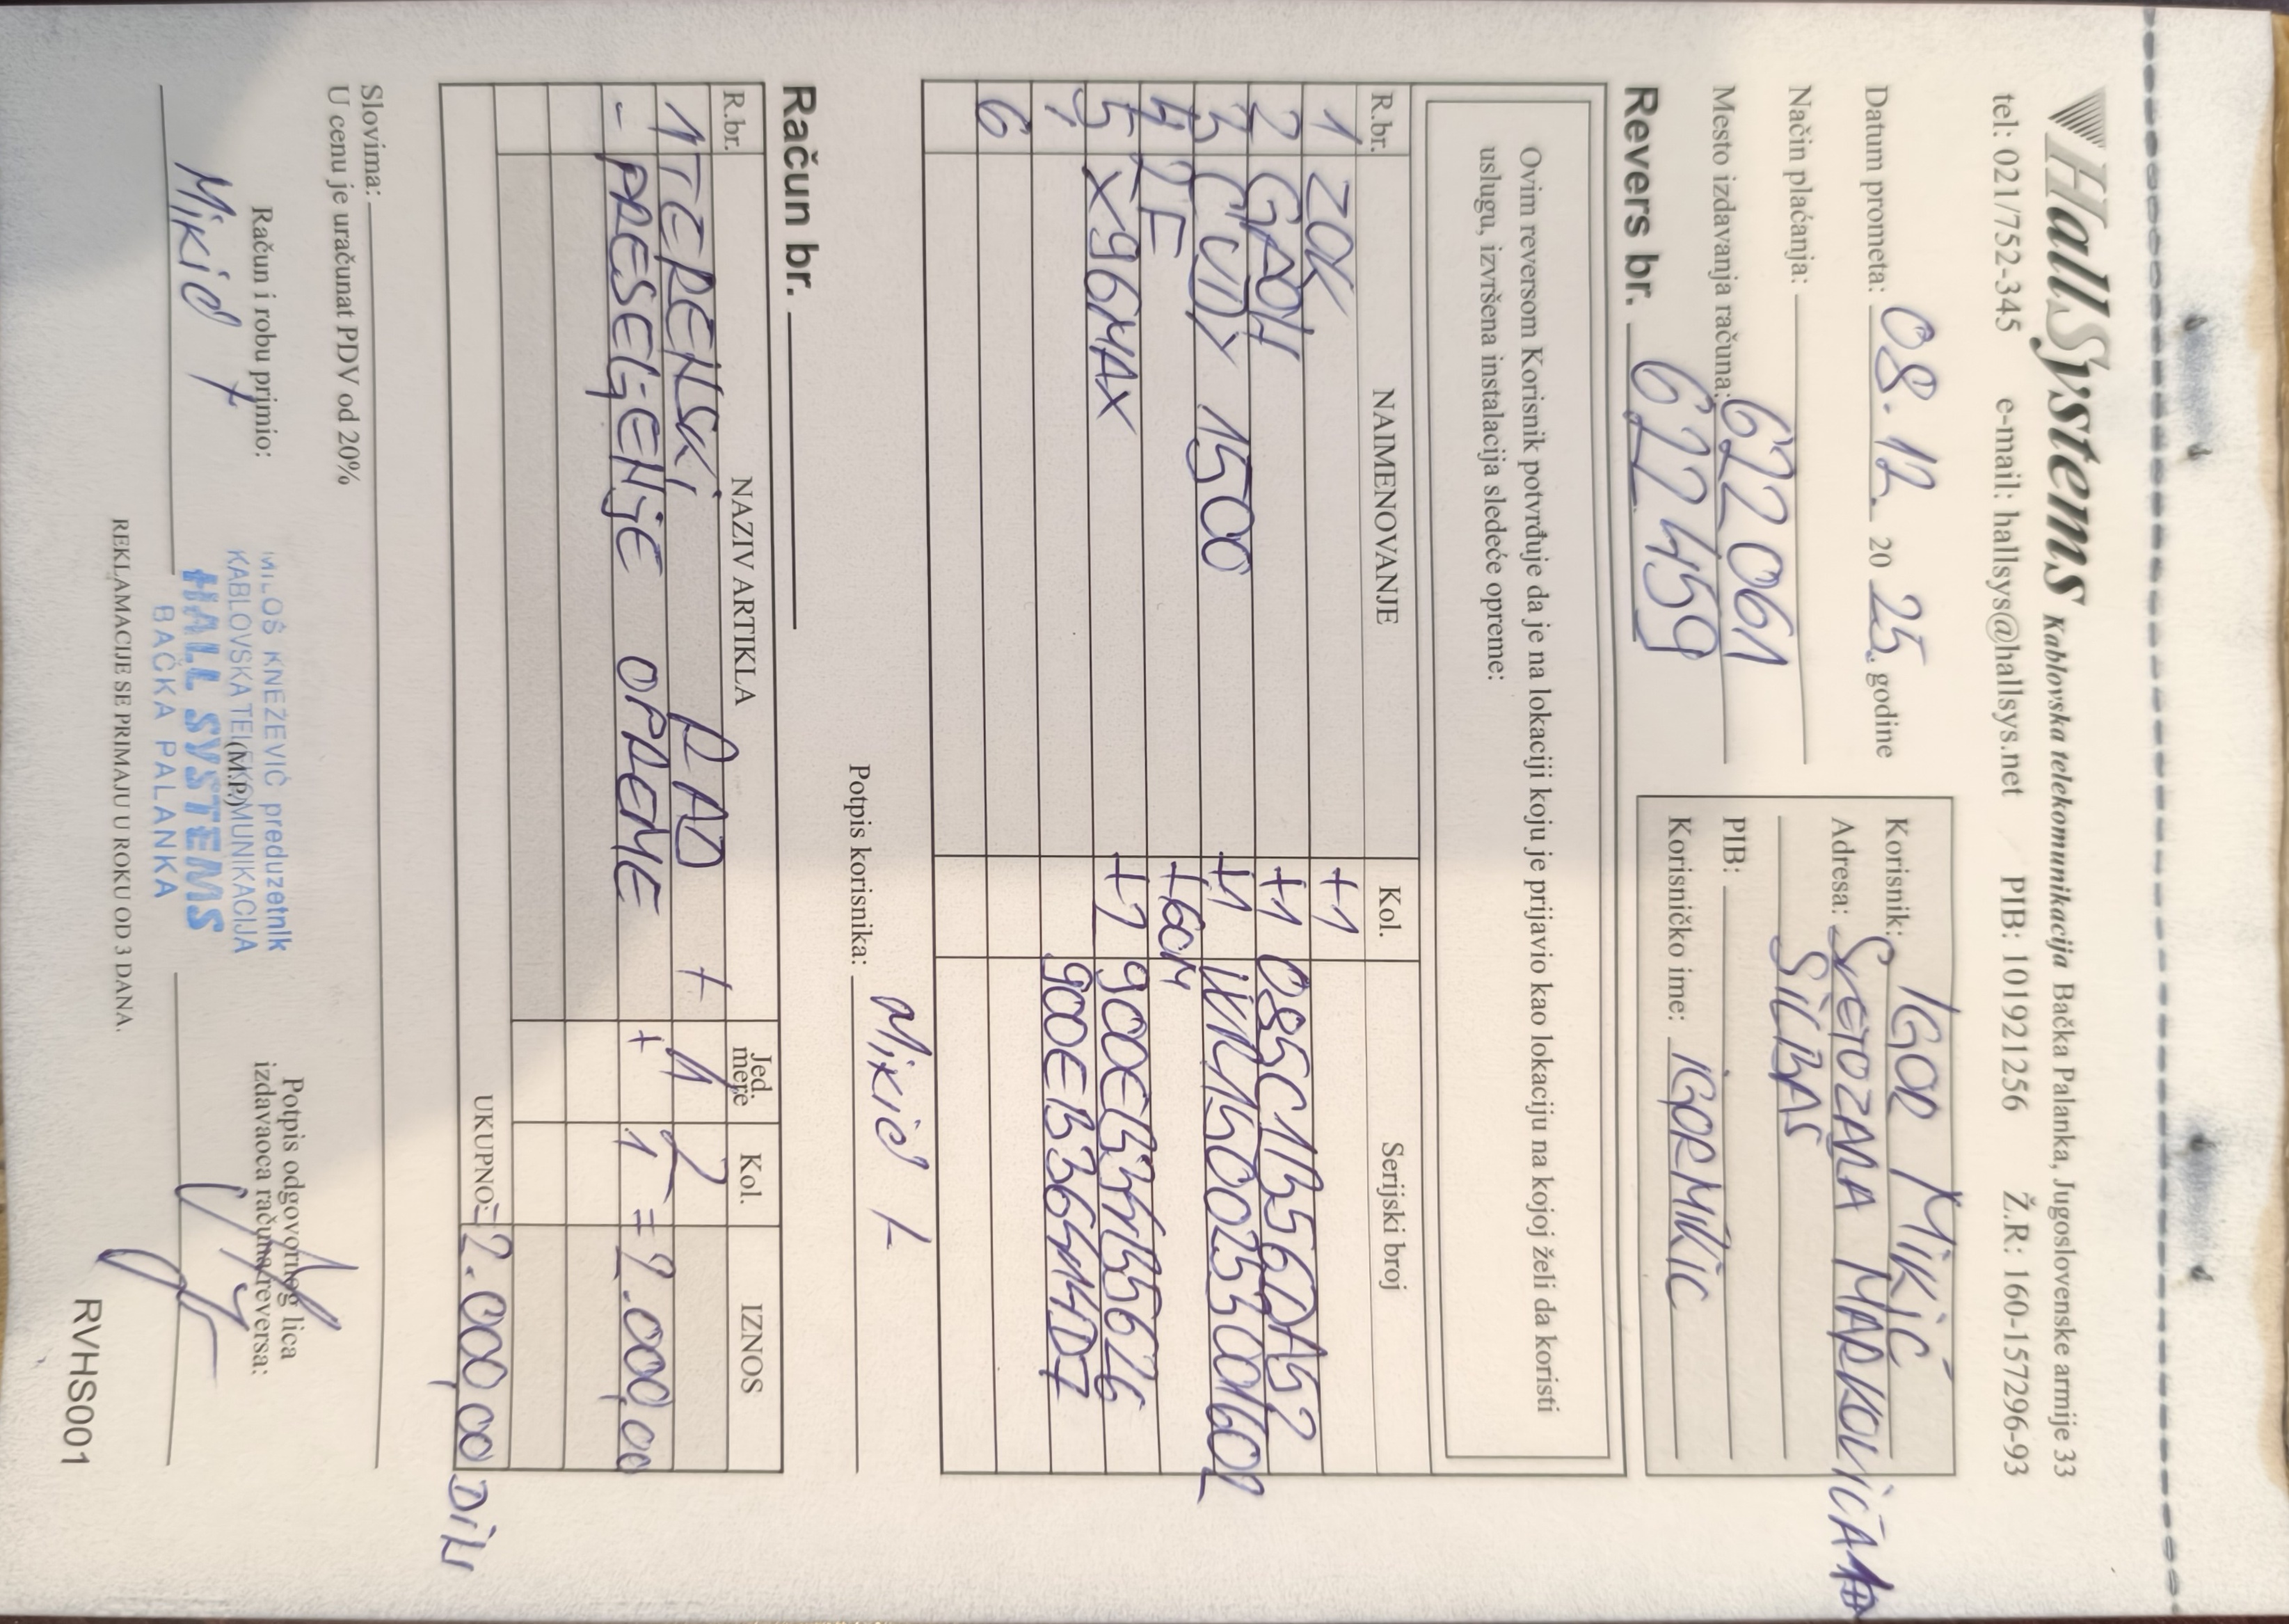 HallSystems Kablovska telekomunikacija Bačka Palanka, Jugoslovenske armije 33
tel: 021/752-345 e-mail: hallsys@hallsys.net PIB: 101921256 Ž.R: 160-157296-93
Datum prometa: 08.12. 20 25. godine
Način plaćanja:
622061
Mesto izdavanja računa:
Revers br. 622459
Korisnik: IGOR MIKIĆ
Adresa: SVETOZARA MARKOVIĆA
SILBAŠ
PIB:
Korisničko ime: IGORMIKIC
Ovim reversom Korisnik potvrđuje da je na lokaciji koju je prijavio kao lokaciju na kojoj želi da koristi
uslugu, izvršena instalacija sledeće opreme:
R.br. NAIMENOVANJE Kol. Serijski broj
1 ZOK +1
2 +1
3 1500 +1
4 +60M
5 X96MAX +1
6
Potpis korisnika: Mikić I
Račun br.
R.br. NAZIV ARTIKLA Jed. mere Kol. IZNOS
1 TERENSKI RAD +
- PRESELJENJE OPREME + 1 = 2.000,00
UKUPNO: = 2.000,00 DIN
Slovima:
U cenu je uračunat PDV od 20%
Račun i robu primio:
Mikić I
MILOŠ KNEŽEVIĆ preduzetnik
KABLOVSKA TELEKOMUNIKACIJA
(M.P.)
HALL SYSTEMS
BAČKA PALANKA
Potpis odgovornog lica
izdavaoca računa/reversa:
REKLAMACIJE SE PRIMAJU U ROKU OD 3 DANA.
RVHS001